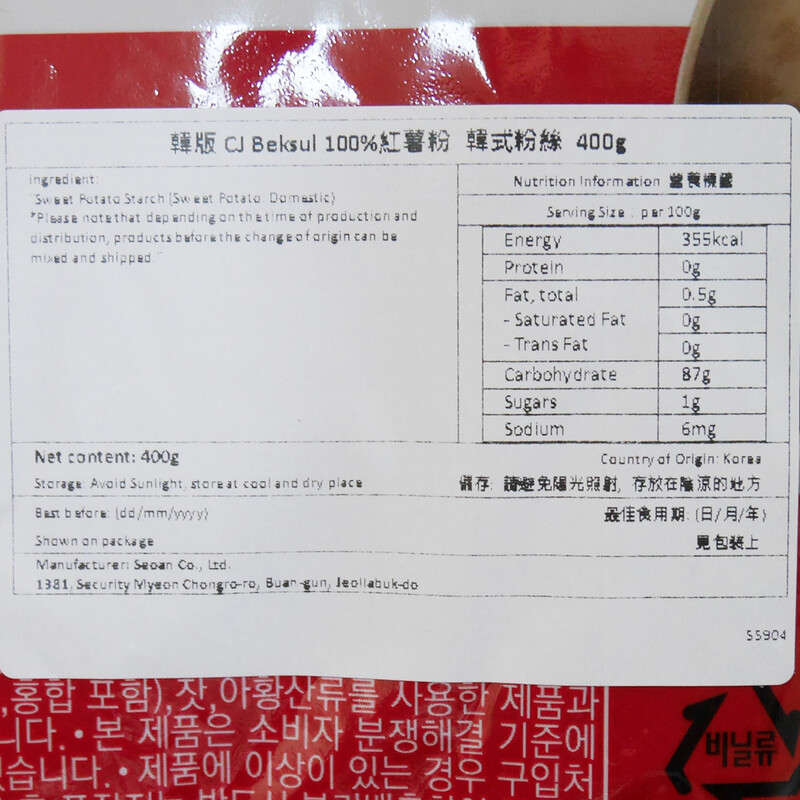 韓版 CJ Beksul 100%紅薯粉 韓式粉絲 400g
Ingredient:
"Sweet Potato Starch (Sweet Potato: Domestic)
*Please note that depending on the time of production and
distribution, products before the change of origin can be
mixed and shipped."
Nutrition Information 營養標籤
Serving Size : per 100g
Energy 355kcal
Protein 0g
Fat, total 0.5g
- Saturated Fat 0g
- Trans Fat 0g
Carbohydrate 87g
Sugars 1g
Sodium 6mg
Net content: 400g
Country of Origin: Korea
Storage: Avoid Sunlight, store at cool and dry place
儲存: 請避免陽光照射, 存放在陰涼的地方
Best before: (dd/mm/yyyy)
最佳食用期: (日/月/年)
Shown on package
見包裝上
Manufacturer: Seoan Co., Ltd.
1381, Security Myeon Chongro-ro, Buan-gun, Jeollabuk-do
55904
,홍합 포함),잣,아황산류를 사용한 제품과
니다. • 본 제품은 소비자 분쟁해결 기준에
있습니다. • 제품에 이상이 있는 경우 구입처
비닐류